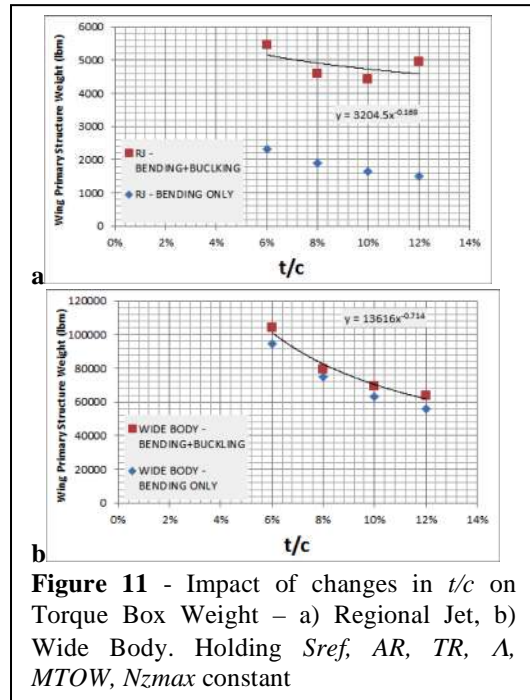 a
Wing Primary Structure Weight (lbm)
6000
5000
4000
3000
2000
1000
0
y = 3204.5x^-0.169
RJ -
BENDING+BUCLKING
RJ - BENDING ONLY
0% 2% 4% 6% 8% 10% 12% 14%
t/c
b
Wing Primary Structure Weight (lbm)
120000
100000
80000
60000
40000
20000
0
y = 13616x^-0.714
WIDE BODY -
BENDING+BUCKLING
WIDE BODY -
BENDING ONLY
0% 2% 4% 6% 8% 10% 12% 14%
t/c
Figure 11 - Impact of changes in t/c on
Torque Box Weight – a) Regional Jet, b)
Wide Body. Holding Sref, AR, TR, Λ,
MTOW, Nzmax constant